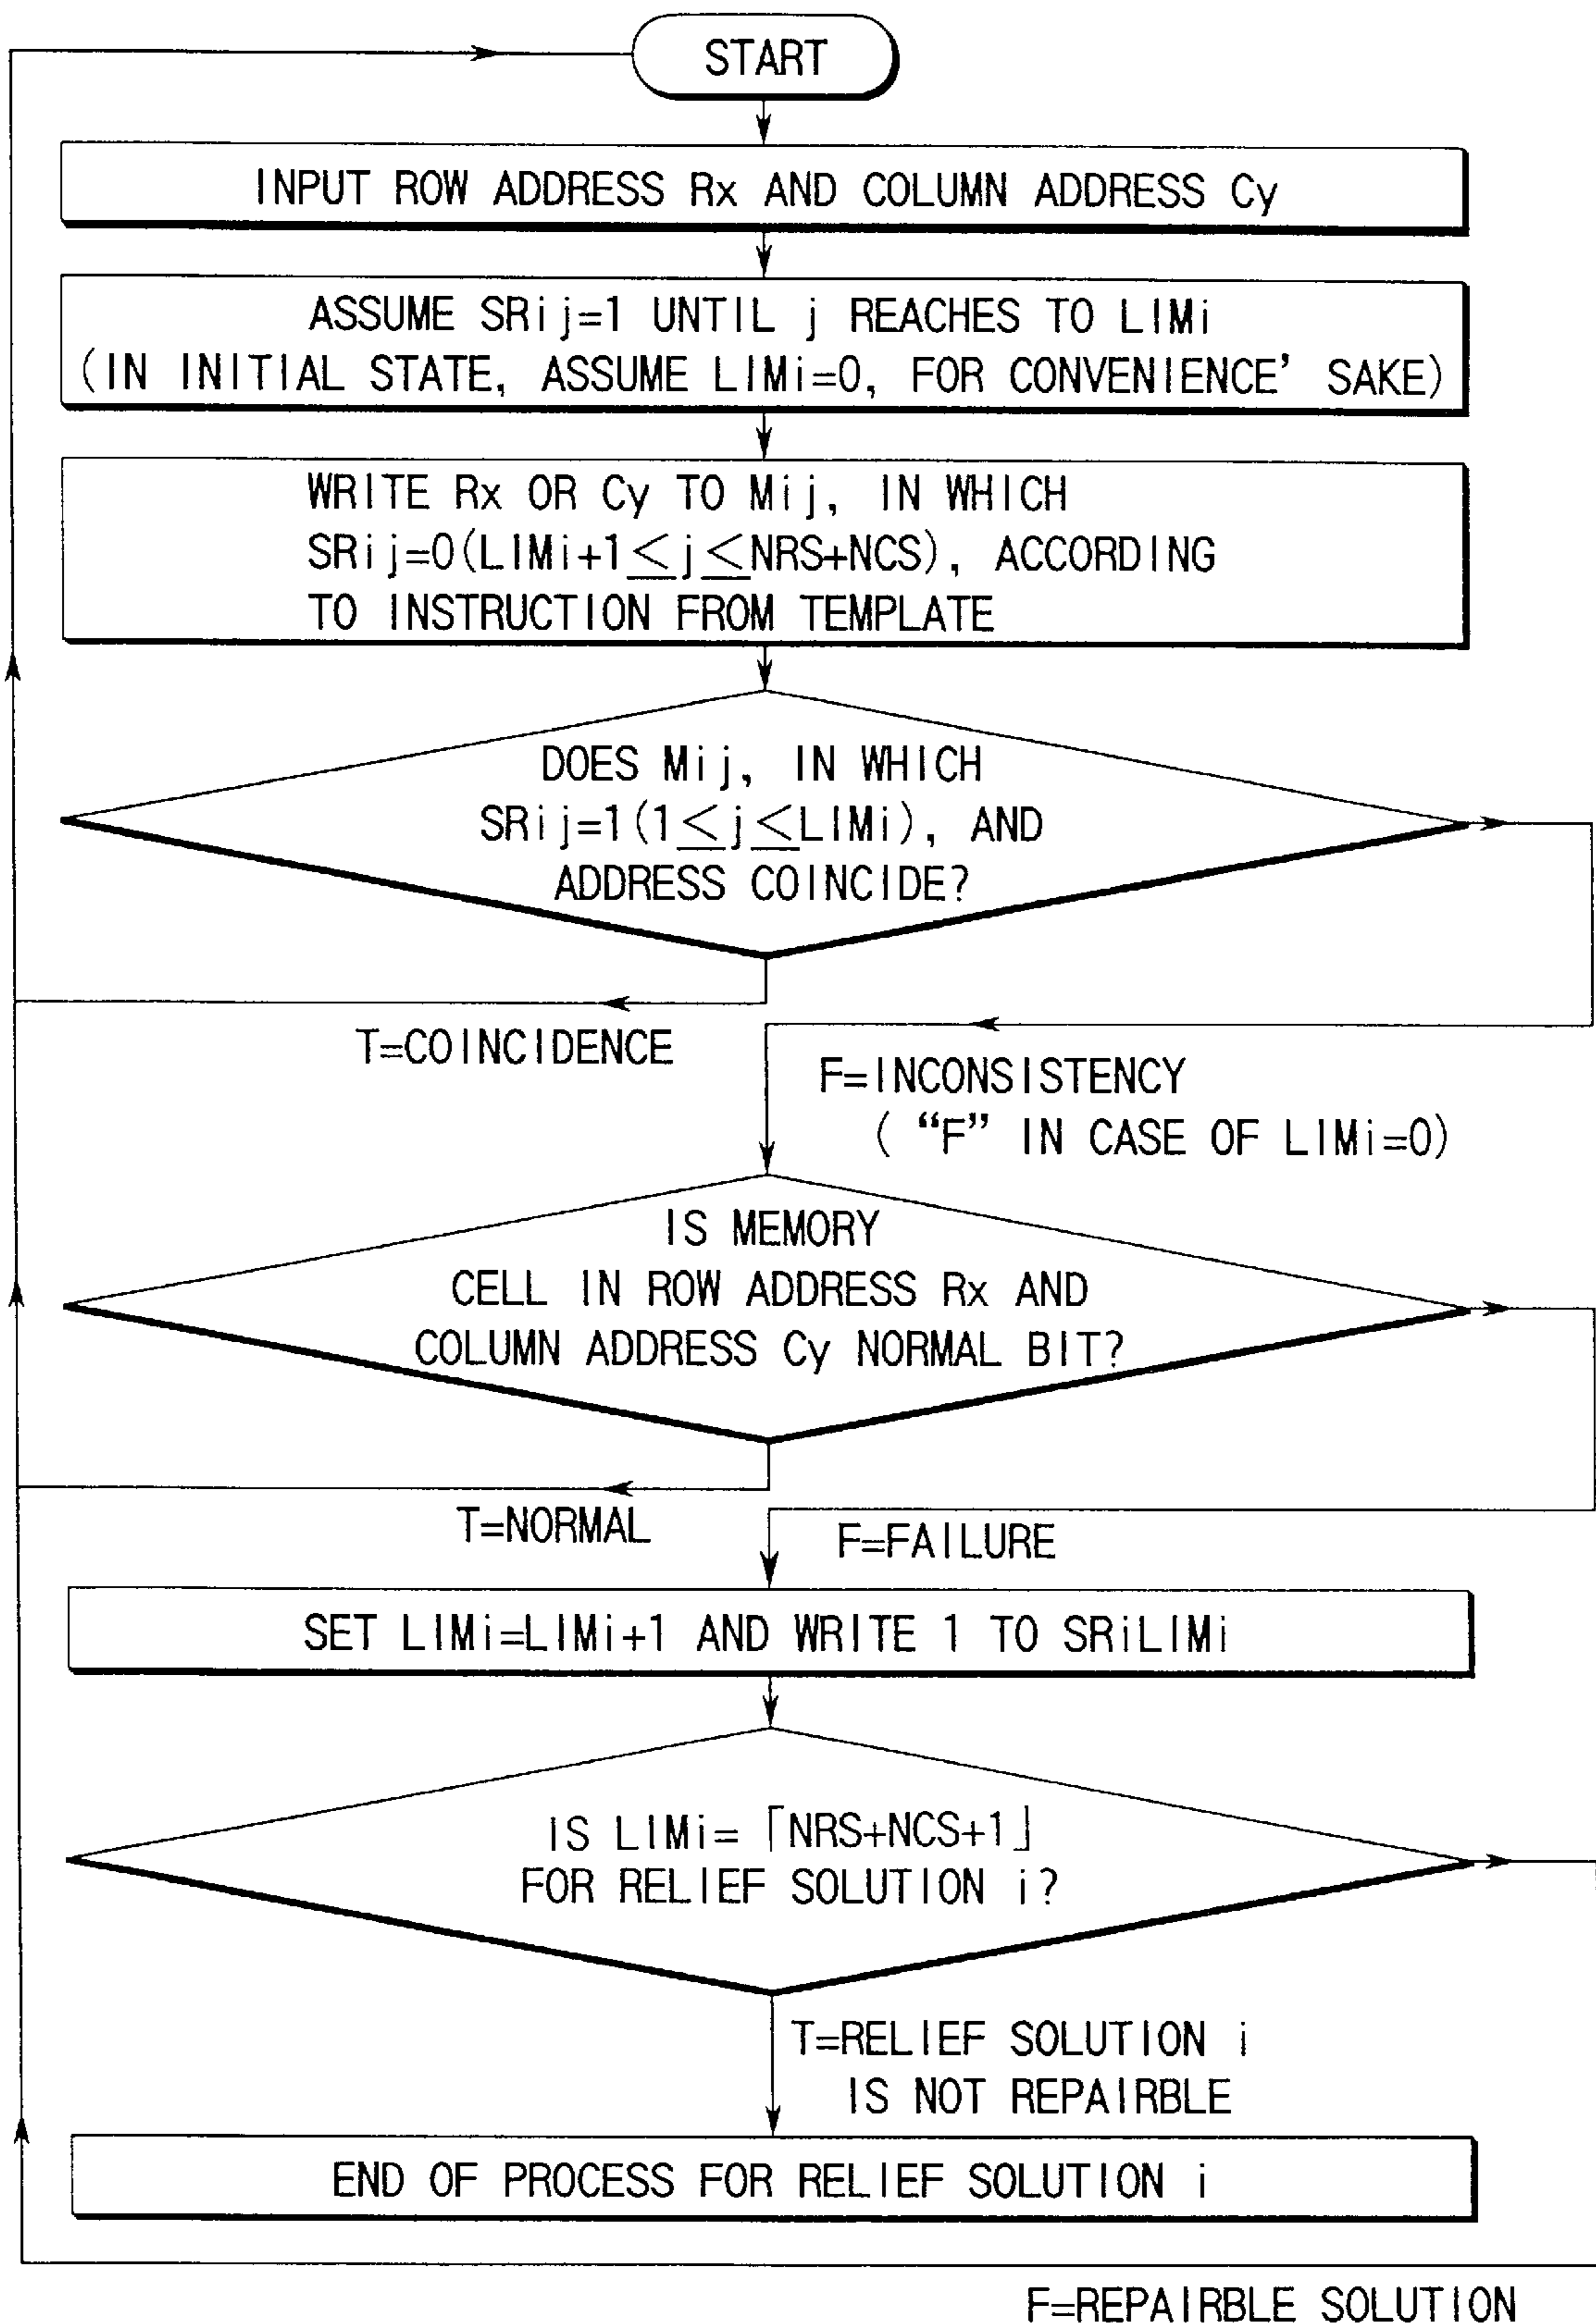 START
INPUT ROW ADDRESS Rx AND COLUMN ADDRESS Cy
ASSUME SRij=1 UNTIL j REACHES TO LIMi
(IN INITIAL STATE, ASSUME LIMi=0, FOR CONVENIENCE' SAKE)
WRITE Rx OR Cy TO Mij, IN WHICH
SRij=0(LIMi+1≤j≤NRS+NCS), ACCORDING
TO INSTRUCTION FROM TEMPLATE
DOES Mij, IN WHICH
SRij=1(1≤j≤LIMi), AND
ADDRESS COINCIDE?
T=COINCIDENCE
F=INCONSISTENCY
( “F” IN CASE OF LIMi=0)
IS MEMORY
CELL IN ROW ADDRESS Rx AND
COLUMN ADDRESS Cy NORMAL BIT?
T=NORMAL
F=FAILURE
SET LIMi=LIMi+1 AND WRITE 1 TO SRiLIMi
IS LIMi= ⌈NRS+NCS+1⌋
FOR RELIEF SOLUTION i?
T=RELIEF SOLUTION i
IS NOT REPAIRBLE
END OF PROCESS FOR RELIEF SOLUTION i
F=REPAIRBLE SOLUTION